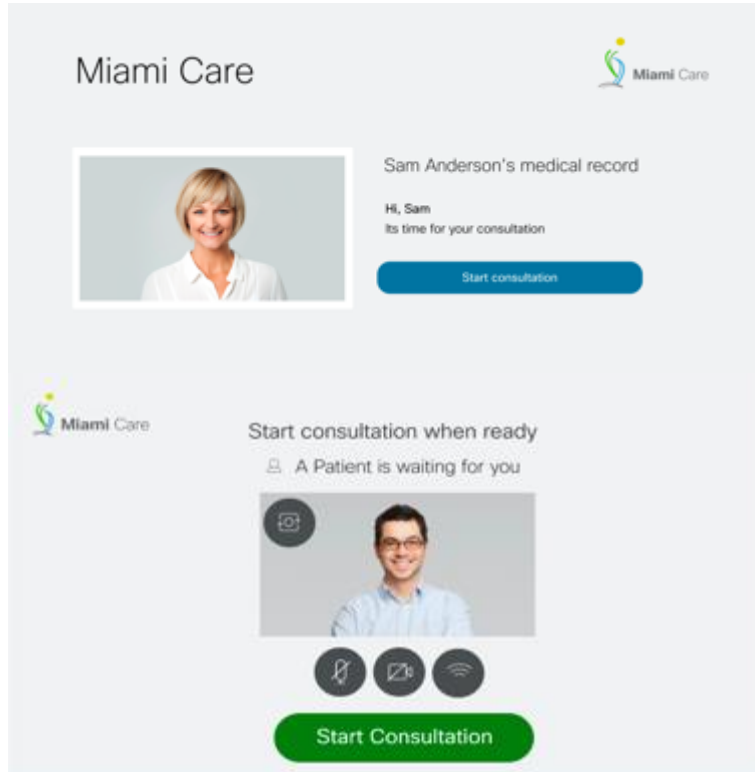 Miami Care
Miami Care
Sam Anderson's medical record
Hi, Sam
Its time for your consultation
Start consultation
Miami Care
Start consultation when ready
A Patient is waiting for you
Start Consultation